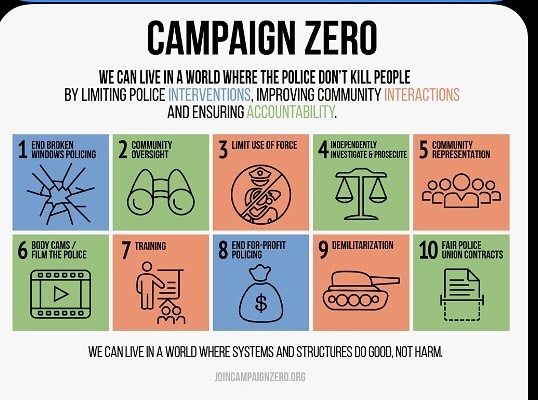 CAMPAIGN ZERO
WE CAN LIVE IN A WORLD WHERE THE POLICE DON'T KILL PEOPLE
BY LIMITING POLICE INTERVENTIONS, IMPROVING COMMUNITY INTERACTIONS
AND ENSURING ACCOUNTABILITY.
1 END BROKEN
WINDOWS POLICING
2 COMMUNITY
OVERSIGHT
3 LIMIT USE OF FORCE
4 INDEPENDENTLY
INVESTIGATE & PROSECUTE
5 COMMUNITY
REPRESENTATION
6 BODY CAMS /
FILM THE POLICE
7 TRAINING
8 END FOR-PROFIT
POLICING
$
9 DEMILITARIZATION
10 FAIR POLICE
UNION CONTRACTS
WE CAN LIVE IN A WORLD WHERE SYSTEMS AND STRUCTURES DO GOOD, NOT HARM.
JOINCAMPAIGNZERO.ORG